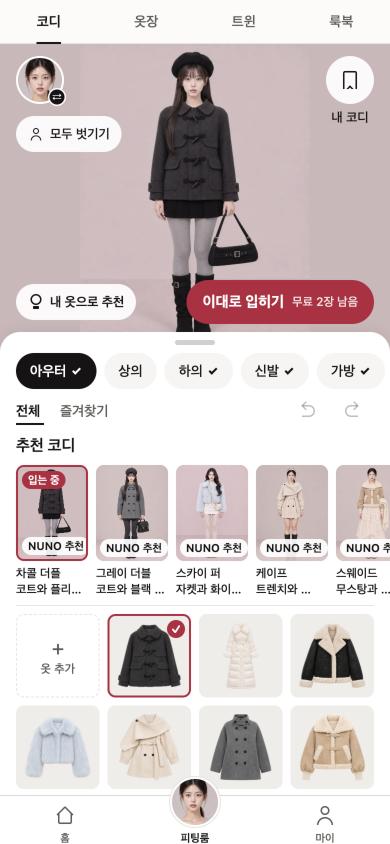 코디
옷장
트윈
룩북
내 코디
모두 벗기기
내 옷으로 추천
이대로 입히기 무료 2장 남음
아우터
상의
하의
신발
가방
전체
즐겨찾기
추천 코디
입는 중
NUNO 추천
NUNO 추천
NUNO 추천
NUNO 추천
NUNO 추
차콜 더플
코트와 플리...
그레이 더블
코트와 블랙 ...
스카이 퍼
자켓과 화이...
케이프
트렌치와 ...
스웨이드
무스탕과 ...
+
옷 추가
홈
피팅룸
마이